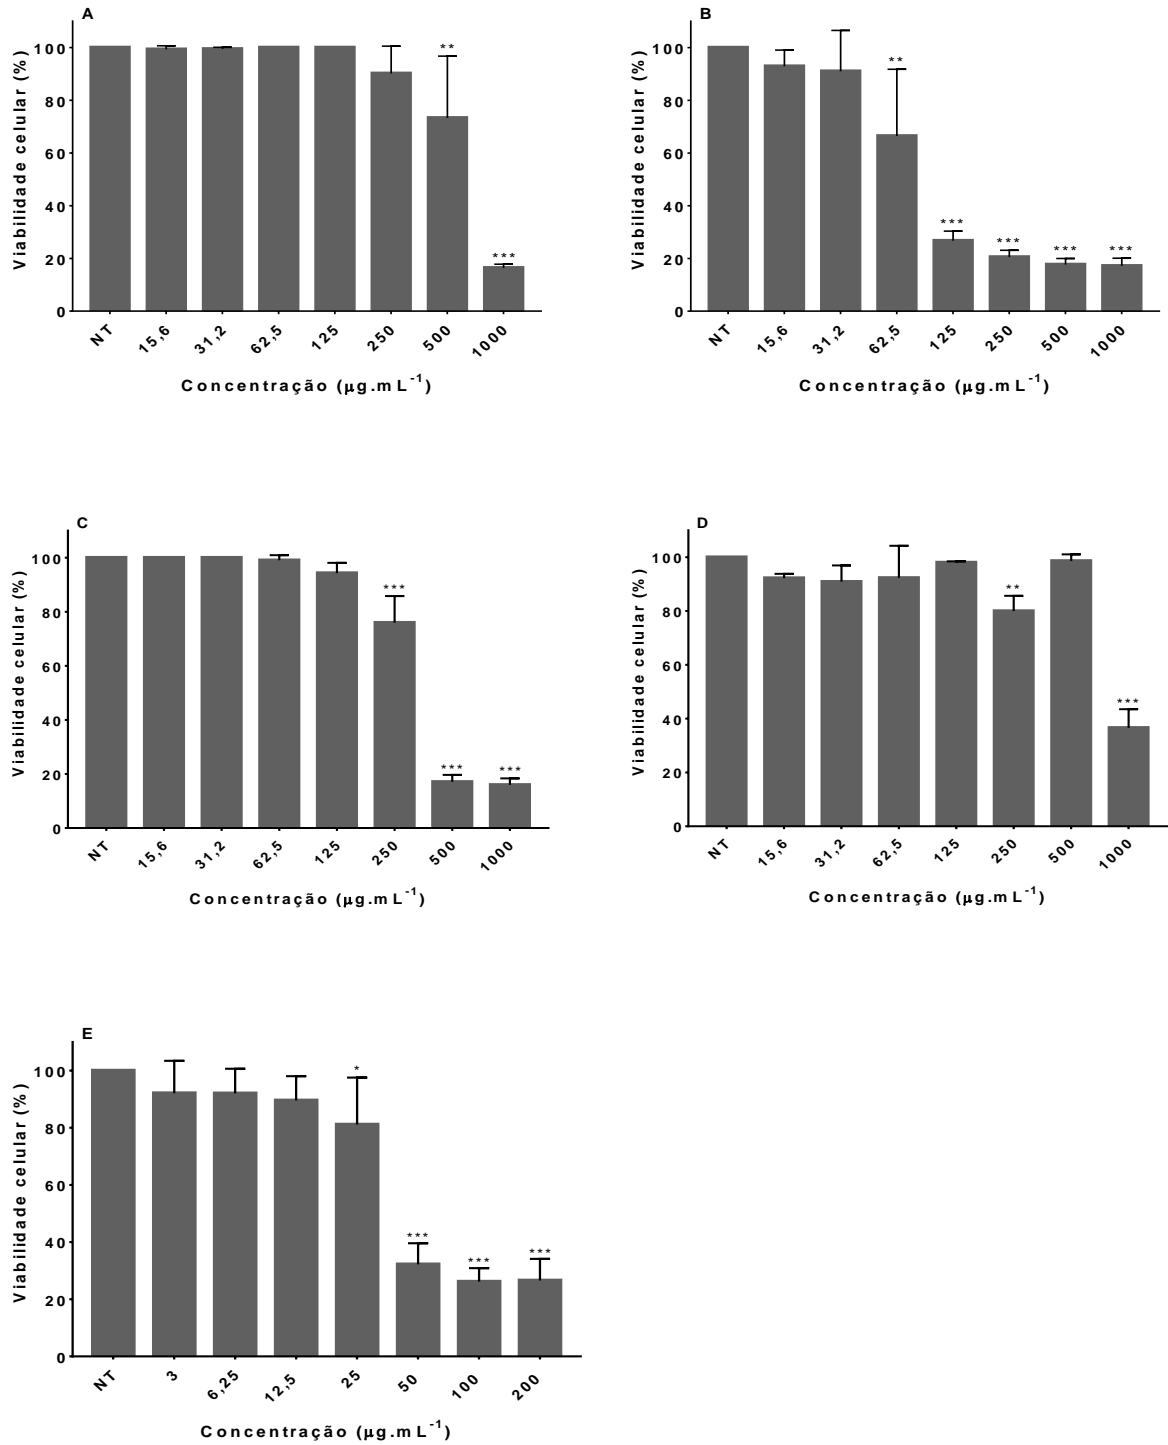 A
Viabilidade celular (%)
100
80
60
40
20
0
**
***
NT 15,6 31,2 62,5 125 250 500 1000
Concentração (μg.mL-1)
B
Viabilidade celular (%)
100
80
60
40
20
0
**
*** *** *** ***
NT 15,6 31,2 62,5 125 250 500 1000
Concentração (μg.mL-1)
C
Viabilidade celular (%)
100
80
60
40
20
0
***
*** ***
NT 15,6 31,2 62,5 125 250 500 1000
Concentração (μg.mL-1)
D
Viabilidade celular (%)
100
80
60
40
20
0
**
***
NT 15,6 31,2 62,5 125 250 500 1000
Concentração (μg.mL-1)
E
Viabilidade celular (%)
100
80
60
40
20
0
*
*** *** ***
NT 3 6,25 12,5 25 50 100 200
Concentração (μg.mL-1)